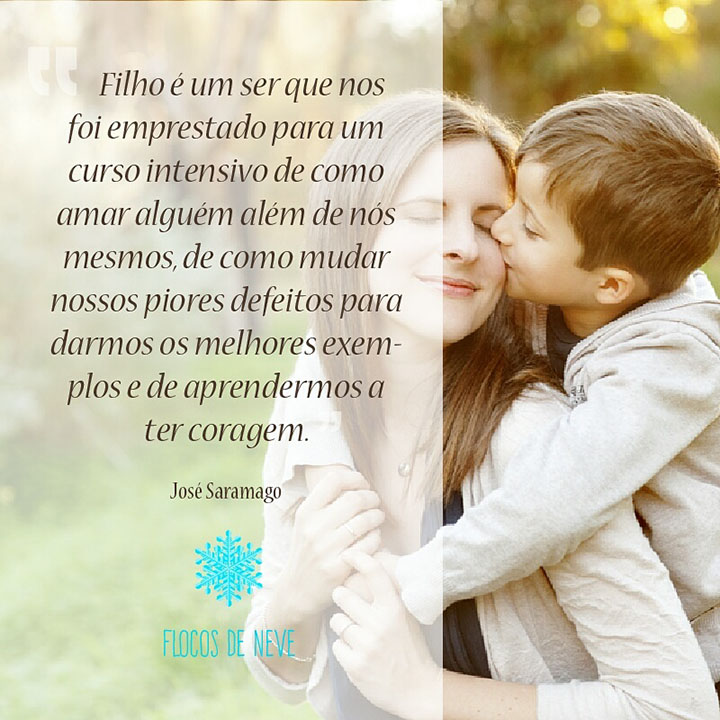 “ Filho é um ser que nos
foi emprestado para um
curso intensivo de como
amar alguém além de nós
mesmos, de como mudar
nossos piores defeitos para
darmos os melhores exem-
plos e de aprendermos a
ter coragem.
José Saramago
FLOCOS DE NEVE